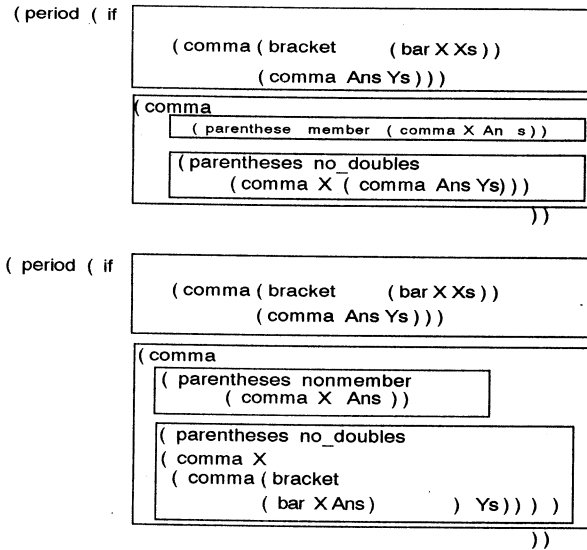 ( period ( if
( comma ( bracket ( bar X Xs ) )
( comma Ans Ys ) ) )
( comma
( parenthese member ( comma X An s ) )
( parentheses no_doubles
( comma X ( comma Ans Ys) ) )
) )
( period ( if
( comma ( bracket ( bar X Xs ) )
( comma Ans Ys ) ) )
( comma
( parentheses nonmember
( comma X Ans ) )
( parentheses no_doubles
( comma X
( comma ( bracket
( bar X Ans ) ) Ys ) ) ) )
) )